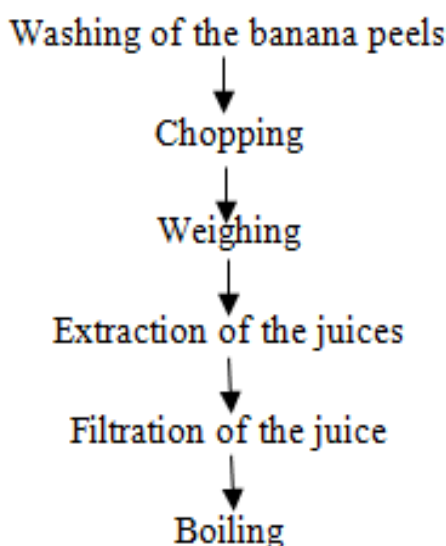 Washing of the banana peels
Chopping
Weighing
Extraction of the juices
Filtration of the juice
Boiling